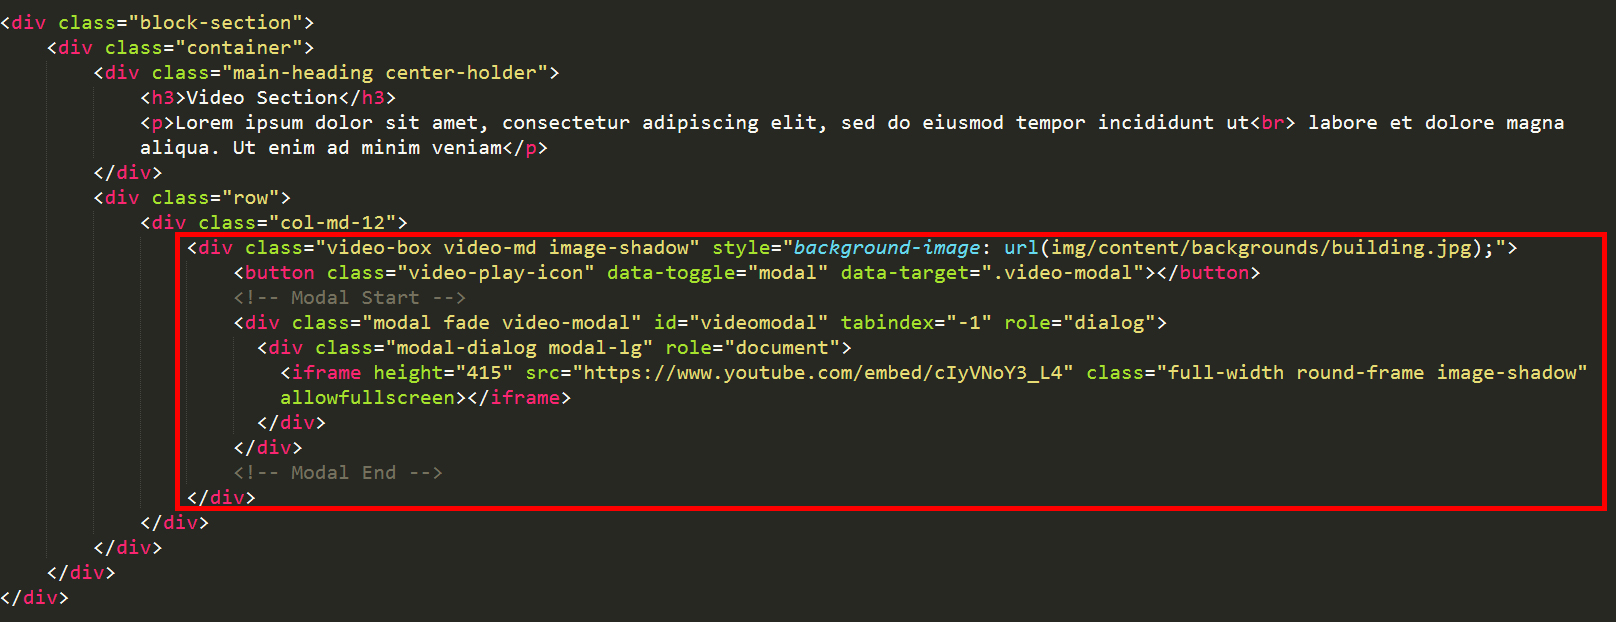 <div class="block-section">
    <div class="container">
        <div class="main-heading center-holder">
            <h3>Video Section</h3>
            <p>Lorem ipsum dolor sit amet, consectetur adipiscing elit, sed do eiusmod tempor incididunt ut<br> labore et dolore magna
            aliqua. Ut enim ad minim veniam</p>
        </div>
        <div class="row">
            <div class="col-md-12">
                <div class="video-box video-md image-shadow" style="background-image: url(img/content/backgrounds/building.jpg);">
                    <button class="video-play-icon" data-toggle="modal" data-target=".video-modal"></button>
                    <!-- Modal Start -->
                    <div class="modal fade video-modal" id="videomodal" tabindex="-1" role="dialog">
                      <div class="modal-dialog modal-lg" role="document">
                        <iframe height="415" src="https://www.youtube.com/embed/cIyVNoY3_L4" class="full-width round-frame image-shadow"
                        allowfullscreen></iframe>
                      </div>
                    </div>
                    <!-- Modal End -->
                </div>
            </div>
        </div>
    </div>
</div>